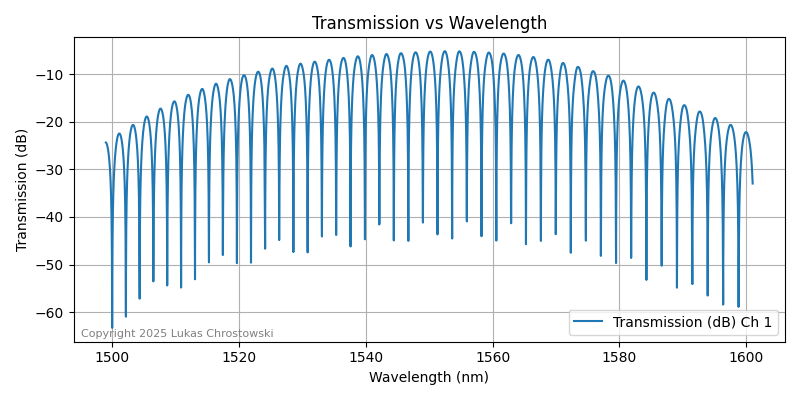 Transmission vs Wavelength
Transmission (dB)
−10
−20
−30
−40
−50
−60
Copyright 2025 Lukas Chrostowski
Transmission (dB) Ch 1
1500 1520 1540 1560 1580 1600
Wavelength (nm)